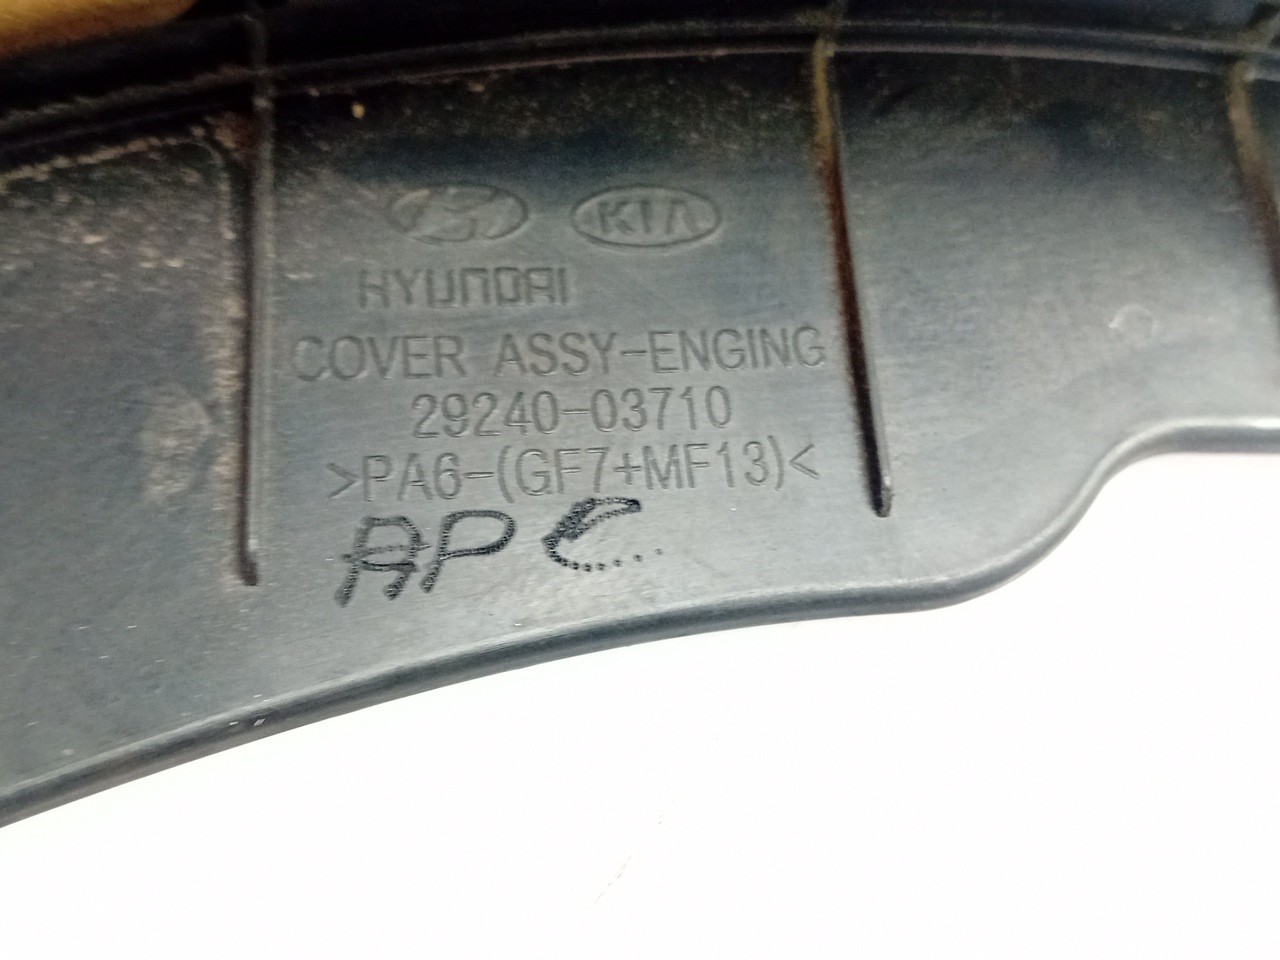 KIA
HYUNDAI
COVER ASSY-ENGING
29240-03710
>PA6-(GF7+MF13)<
APC